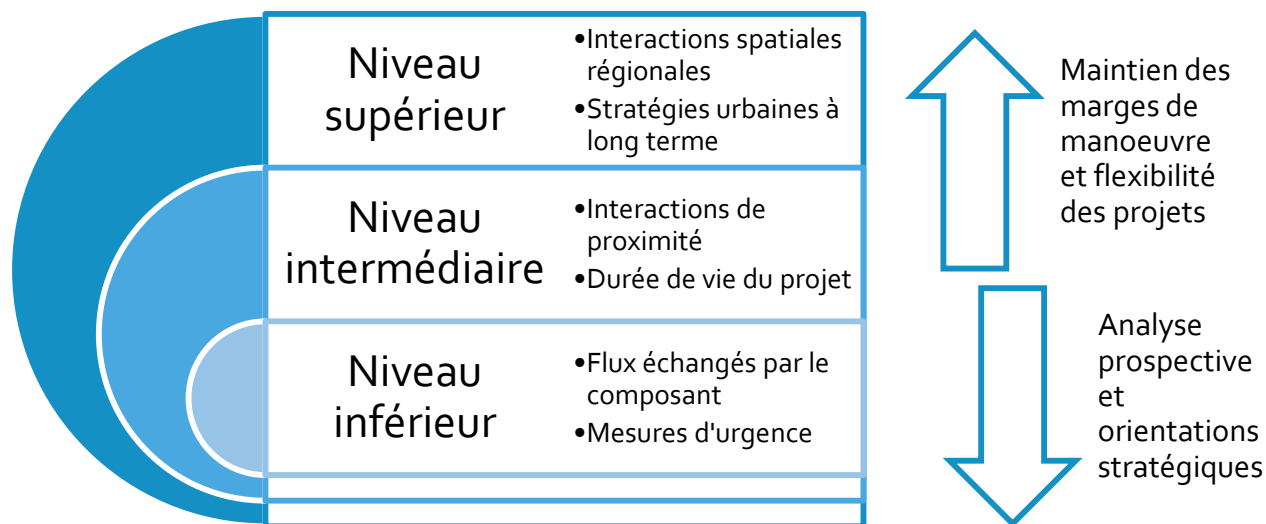 Niveau
supérieur
•Interactions spatiales
régionales
•Stratégies urbaines à
long terme
Niveau
intermédiaire
•Interactions de
proximité
•Durée de vie du projet
Niveau
inférieur
•Flux échangés par le
composant
•Mesures d'urgence
Maintien des
marges de
manoeuvre
et flexibilité
des projets
Analyse
prospective
et
orientations
stratégiques